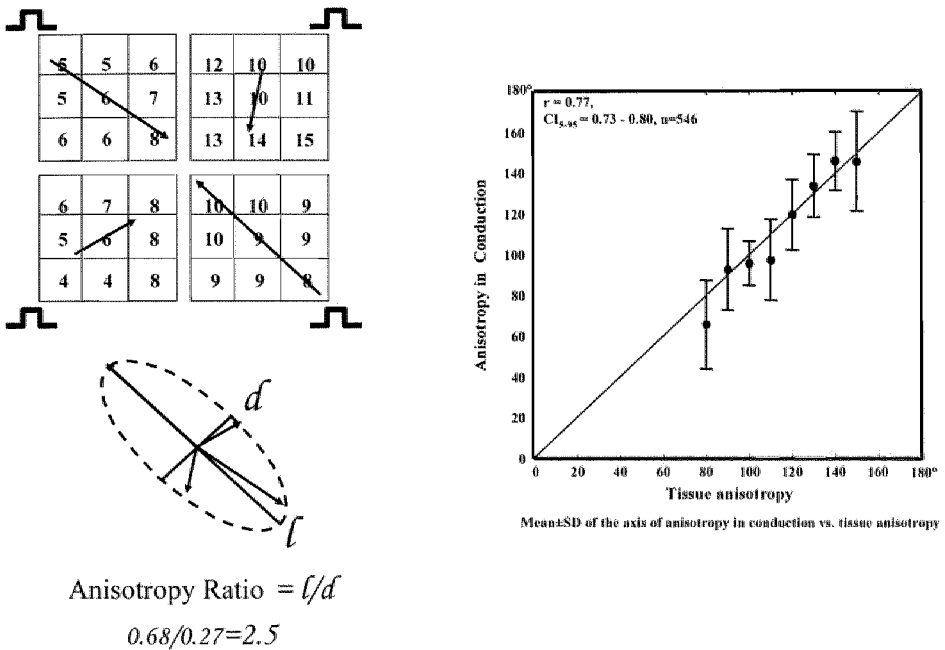 5 5 6
5 6 7
6 6 8
12 10 10
13 10 11
13 14 15
6 7 8
5 6 8
4 4 8
10 10 9
10 9 9
9 9 8
d
l
Anisotropy Ratio = l/d
0.68/0.27=2.5
r = 0.77,
CI5-95 = 0.73 - 0.80, n=546
Anisotropy in Conduction
180°
160
140
120
100
80
60
40
20
0
0 20 40 60 80 100 120 140 160 180°
Tissue anisotropy
Mean±SD of the axis of anisotropy in conduction vs. tissue anisotropy